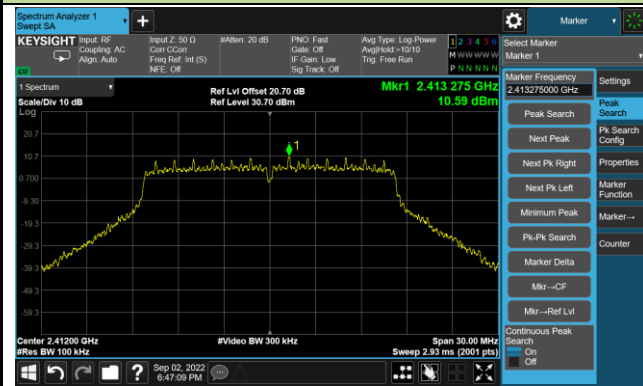 Spectrum Analyzer 1
Swept SA
Marker
KEYSIGHT
Input: RF
Coupling: AC
Align: Auto
Input Z: 50 Ω
Corr CCorr
Freq Ref: Int (S)
NFE: Off
#Atten: 20 dB
PNO: Fast
Gate: Off
IF Gain: Low
Sig Track: Off
Avg Type: Log-Power
Avg|Hold:>10/10
Trig: Free Run
1 2 3 4 5 6
M W W W W W
P N N N N N
LXI
Select Marker
Marker 1
1 Spectrum
Scale/Div 10 dB
Log
Ref Lvl Offset 20.70 dB
Ref Level 30.70 dBm
Mkr1 2.413 275 GHz
10.59 dBm
20.7
10.7
0.700
-9.30
-19.3
-29.3
-39.3
-49.3
-59.3
1
Center 2.41200 GHz
#Res BW 100 kHz
#Video BW 300 kHz
Span 30.00 MHz
Sweep 2.93 ms (2001 pts)
Marker Frequency
2.413275000 GHz
Peak Search
Next Peak
Next Pk Right
Next Pk Left
Minimum Peak
Pk-Pk Search
Marker Delta
Mkr→CF
Mkr→Ref Lvl
Continuous Peak
Search
On
Off
Settings
Peak
Search
Pk Search
Config
Properties
Marker
Function
Marker→
Counter
Sep 02, 2022
6:47:09 PM